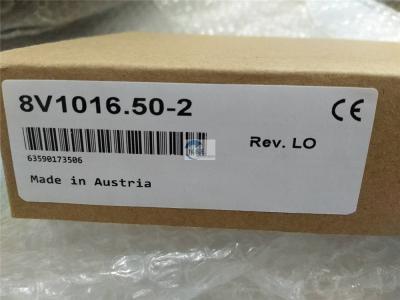 8V1016.50-2
CE
Rev. LO
63590173506
Made in Austria